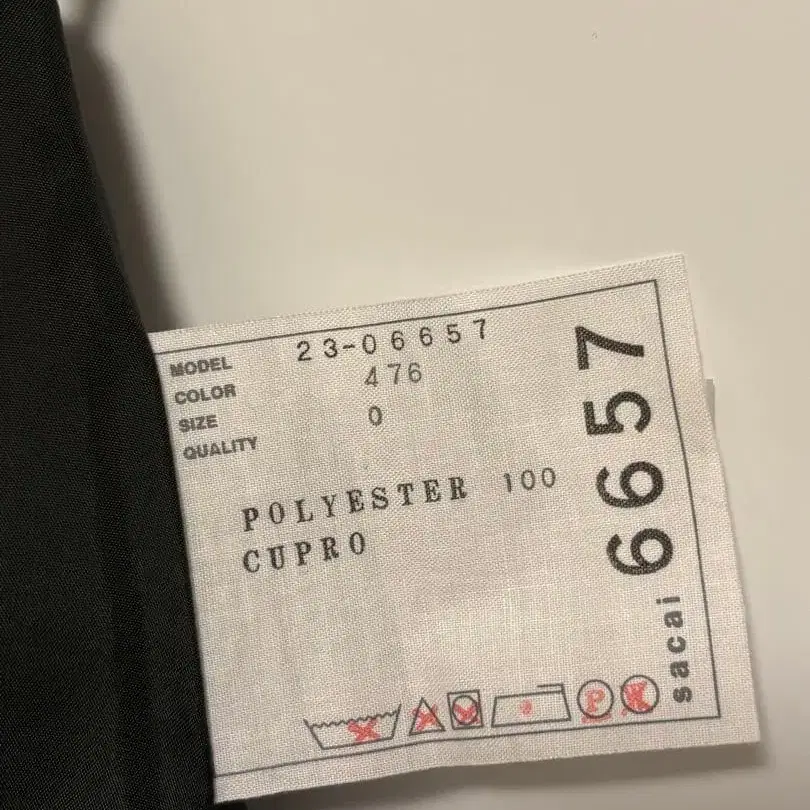 MODEL 23-06657
COLOR 476
SIZE 0
QUALITY
POLYESTER 100
CUPRO
P W
sacai 6657